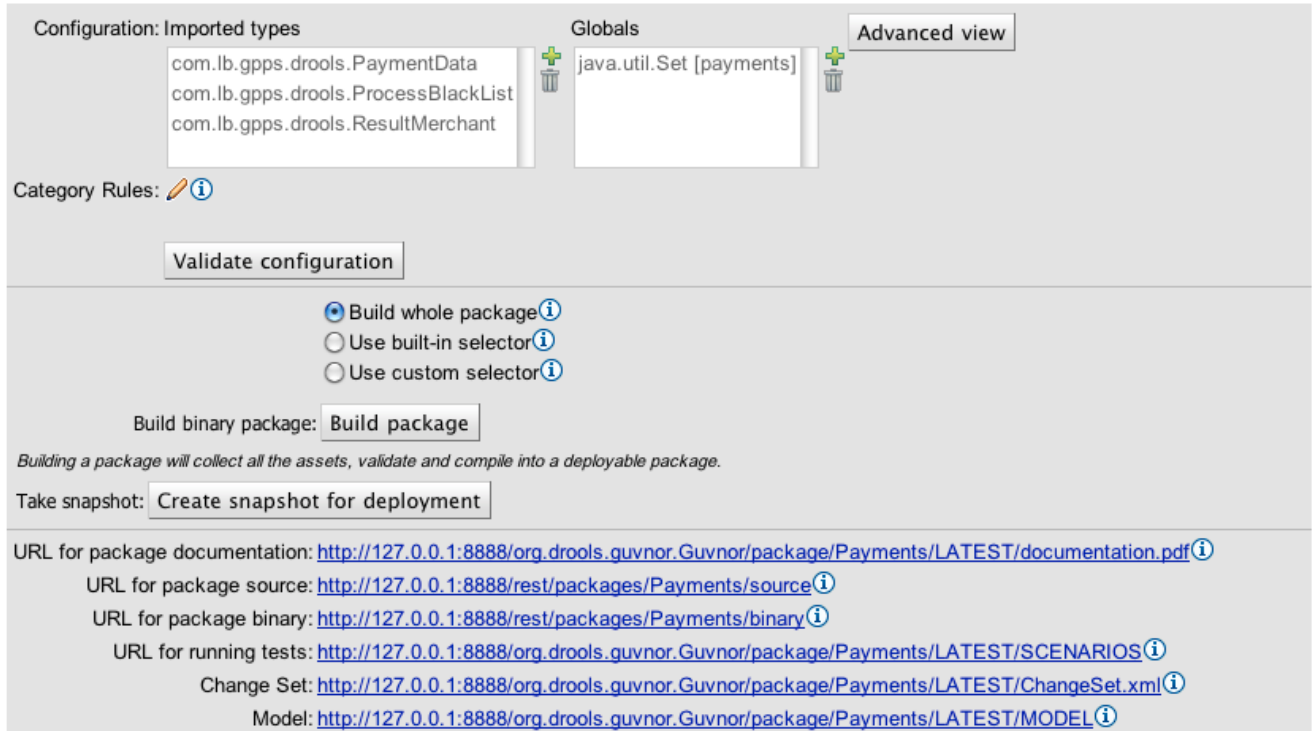 Configuration: Imported types Globals Advanced view
com.lb.gpps.drools.PaymentData java.util.Set [payments]
com.lb.gpps.drools.ProcessBlackList
com.lb.gpps.drools.ResultMerchant
Category Rules:
Validate configuration
Build whole package
Use built-in selector
Use custom selector
Build binary package: Build package
Building a package will collect all the assets, validate and compile into a deployable package.
Take snapshot: Create snapshot for deployment
URL for package documentation: http://127.0.0.1:8888/org.drools.guvnor.Guvnor/package/Payments/LATEST/documentation.pdf
URL for package source: http://127.0.0.1:8888/rest/packages/Payments/source
URL for package binary: http://127.0.0.1:8888/rest/packages/Payments/binary
URL for running tests: http://127.0.0.1:8888/org.drools.guvnor.Guvnor/package/Payments/LATEST/SCENARIOS
Change Set: http://127.0.0.1:8888/org.drools.guvnor.Guvnor/package/Payments/LATEST/ChangeSet.xml
Model: http://127.0.0.1:8888/org.drools.guvnor.Guvnor/package/Payments/LATEST/MODEL